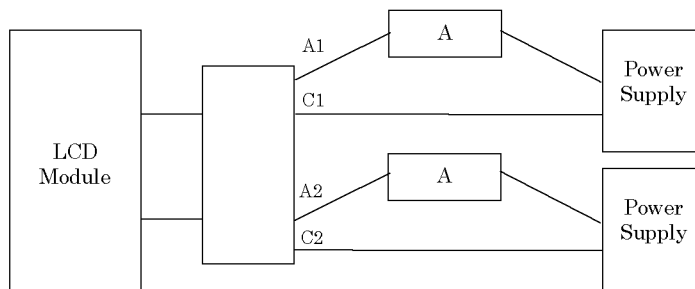 A1
A
C1
Power
Supply
LCD
Module
A2
A
C2
Power
Supply